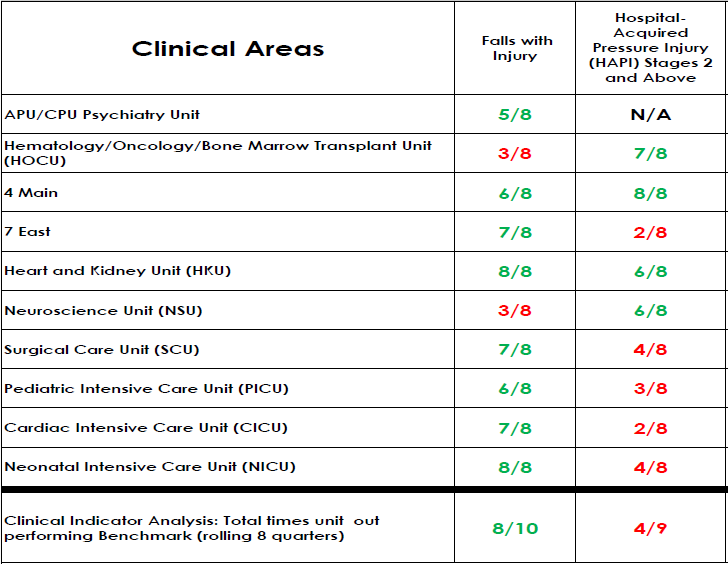 Clinical Areas
Falls with
Injury
Hospital-
Acquired
Pressure Injury
(HAPI) Stages 2
and Above
APU/CPU Psychiatry Unit
5/8
N/A
Hematology/Oncology/Bone Marrow Transplant Unit
(HOCU)
3/8
7/8
4 Main
6/8
8/8
7 East
7/8
2/8
Heart and Kidney Unit (HKU)
8/8
6/8
Neuroscience Unit (NSU)
3/8
6/8
Surgical Care Unit (SCU)
7/8
4/8
Pediatric Intensive Care Unit (PICU)
6/8
3/8
Cardiac Intensive Care Unit (CICU)
7/8
2/8
Neonatal Intensive Care Unit (NICU)
8/8
4/8
Clinical Indicator Analysis: Total times unit out
performing Benchmark (rolling 8 quarters)
8/10
4/9